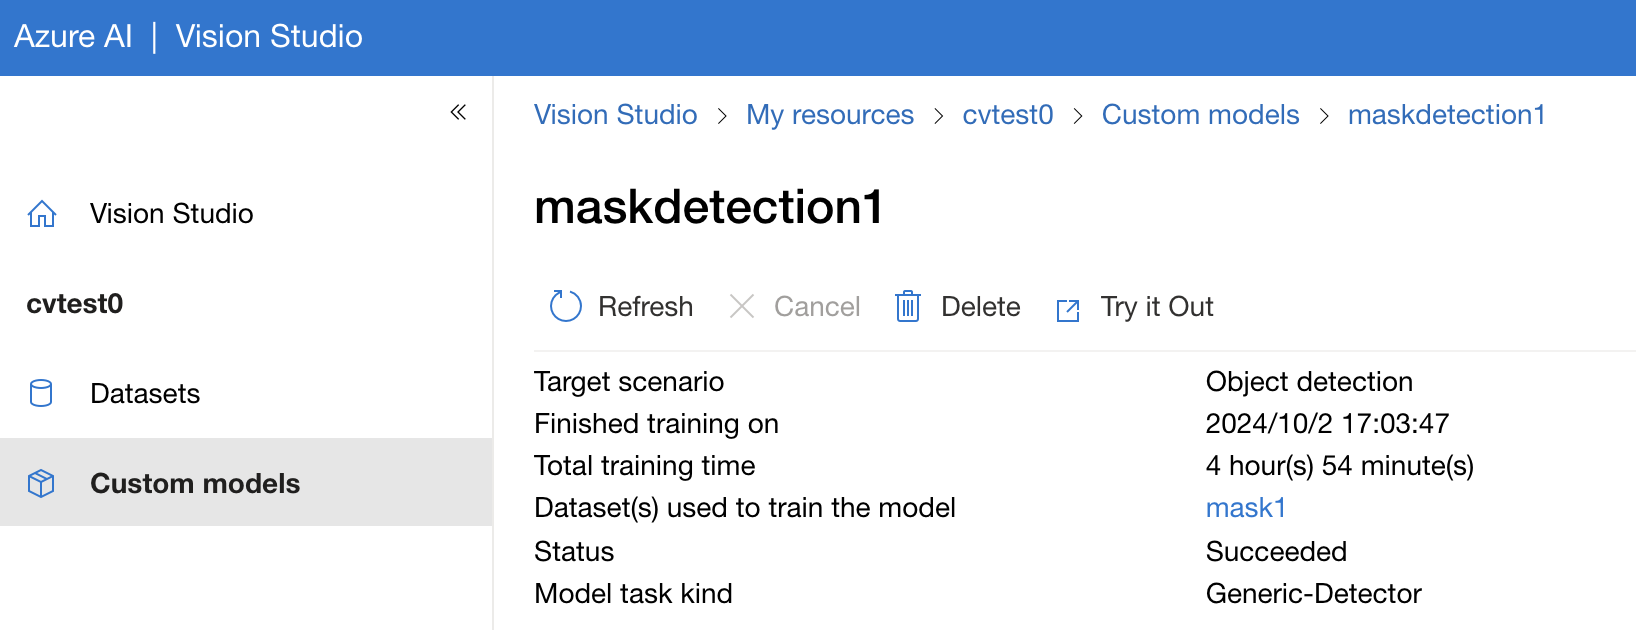 Azure AI | Vision Studio
Vision Studio > My resources > cvtest0 > Custom models > maskdetection1
Vision Studio
cvtest0
Datasets
Custom models
maskdetection1
Refresh Cancel Delete Try it Out
Target scenario Object detection
Finished training on 2024/10/2 17:03:47
Total training time 4 hour(s) 54 minute(s)
Dataset(s) used to train the model mask1
Status Succeeded
Model task kind Generic-Detector